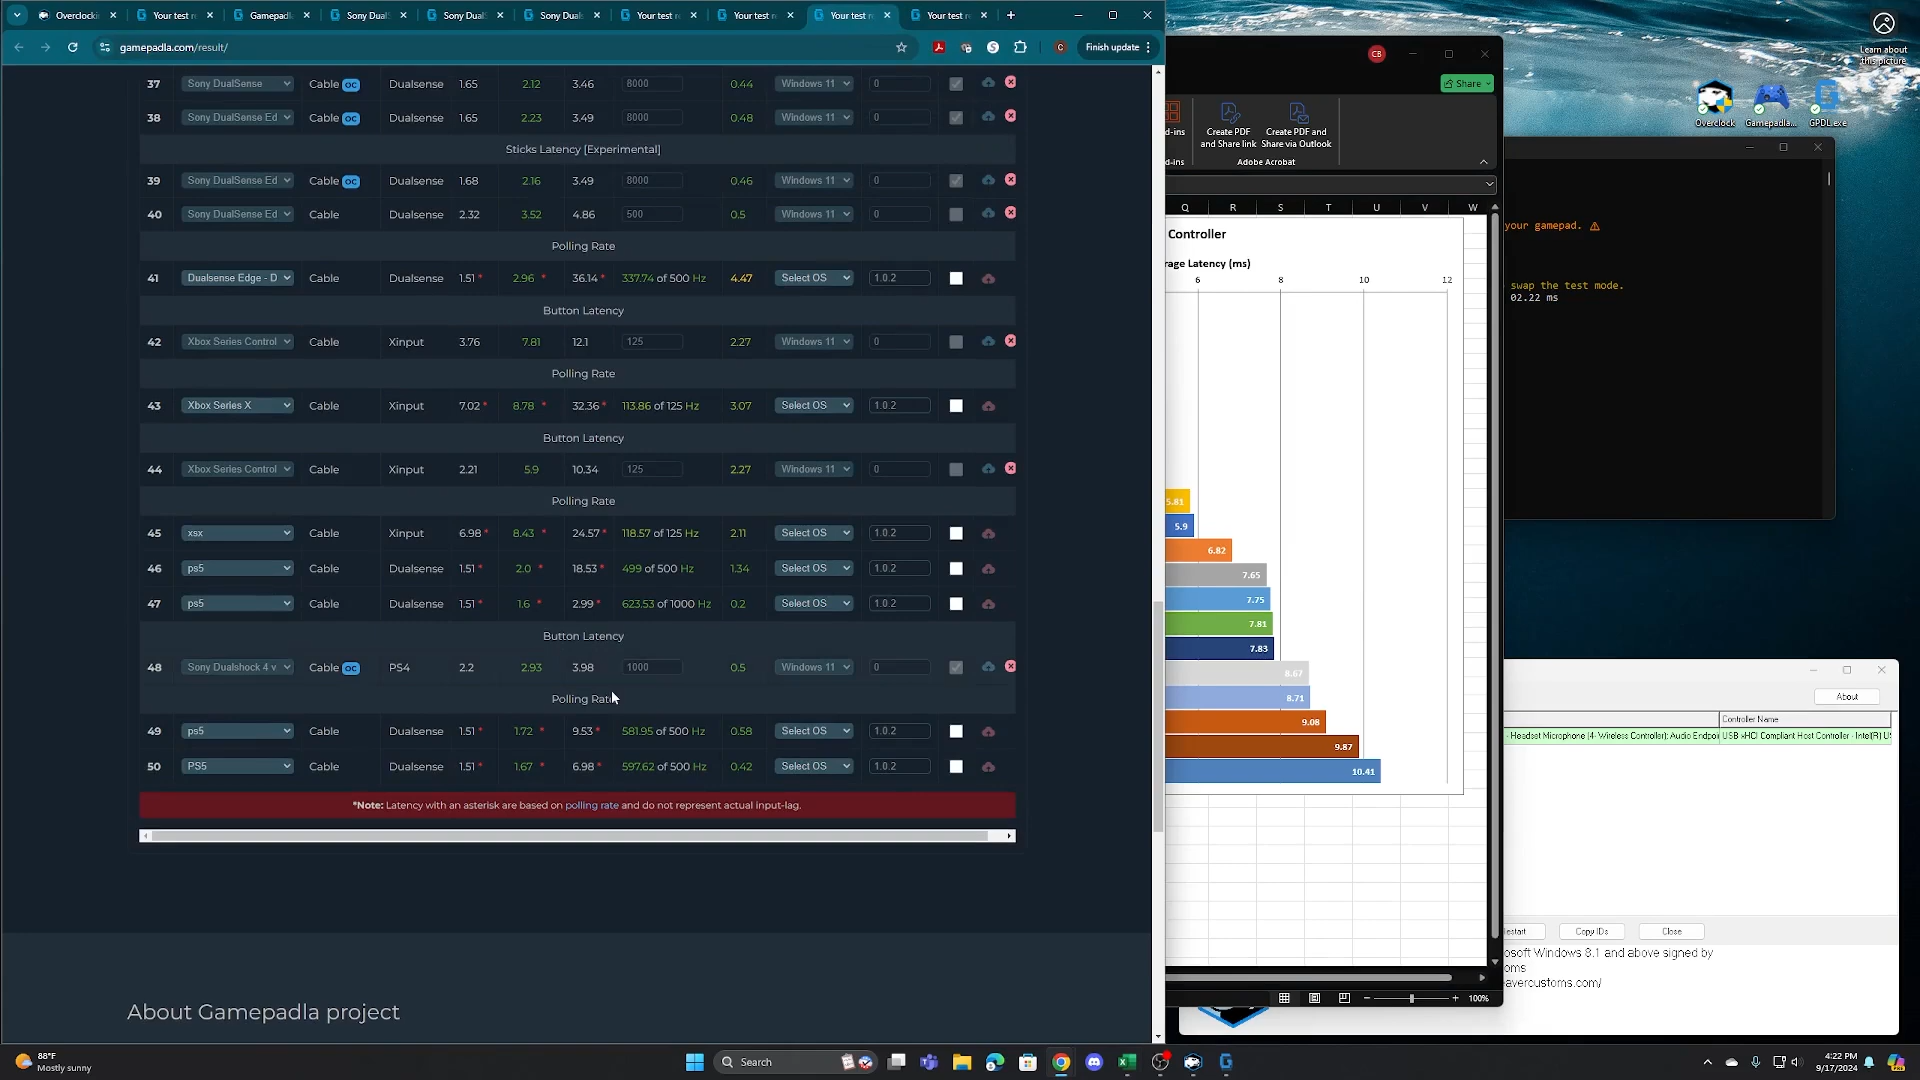 Overclocki
Your test re
Gamepadl
Sony Dual
Sony Dual
Sony Dual
Your test re
Your test re
Your test re
Your test re
gamepadla.com/result/
Finish update
37 Sony DualSense Cable oc Dualsense 1.65 2.12 3.46 8000 0.44 Windows 11 0
38 Sony DualSense Ed Cable oc Dualsense 1.65 2.23 3.49 8000 0.48 Windows 11 0
Sticks Latency [Experimental]
39 Sony DualSense Ed Cable oc Dualsense 1.68 2.16 3.49 8000 0.46 Windows 11 0
40 Sony DualSense Ed Cable Dualsense 2.32 3.52 4.86 500 0.5 Windows 11 0
Polling Rate
41 Dualsense Edge - D Cable Dualsense 1.51 * 2.96 * 36.14 * 337.74 of 500 Hz 4.47 Select OS 1.0.2
Button Latency
42 Xbox Series Control Cable Xinput 3.76 7.81 12.1 125 2.27 Windows 11 0
Polling Rate
43 Xbox Series X Cable Xinput 7.02 * 8.78 * 32.36 * 113.86 of 125 Hz 3.07 Select OS 1.0.2
Button Latency
44 Xbox Series Control Cable Xinput 2.21 5.9 10.34 125 2.27 Windows 11 0
Polling Rate
45 xsx Cable Xinput 6.98 * 8.43 * 24.57 * 118.57 of 125 Hz 2.11 Select OS 1.0.2
46 ps5 Cable Dualsense 1.51 * 2.0 * 18.53 * 499 of 500 Hz 1.34 Select OS 1.0.2
47 ps5 Cable Dualsense 1.51 * 1.6 * 2.99 * 623.53 of 1000 Hz 0.2 Select OS 1.0.2
Button Latency
48 Sony Dualshock 4 v Cable oc PS4 2.2 2.93 3.98 1000 0.5 Windows 11 0
Polling Rate
49 ps5 Cable Dualsense 1.51 * 1.72 * 9.53 * 581.95 of 500 Hz 0.58 Select OS 1.0.2
50 PS5 Cable Dualsense 1.51 * 1.67 * 6.98 * 597.62 of 500 Hz 0.42 Select OS 1.0.2
*Note: Latency with an asterisk are based on polling rate and do not represent actual input-lag.
About Gamepadla project
CB
Share
d-ins
Create PDF and Share link
Create PDF and Share via Outlook
d-ins
Adobe Acrobat
Q R S T U V W
Controller
rage Latency (ms)
6 8 10 12
5.81
5.9
6.82
7.65
7.75
7.81
7.83
8.67
8.71
9.08
9.87
10.41
100%
Learn about
this picture
Overclock
Gamepadla...
GPDL.exe
your gamepad.
swap the test mode.
02.22 ms
About
Controller Name
- Headset Microphone (4- Wireless Controller); Audio Endpoi
USB xHCI Compliant Host Controller - Intel(R) U
estart
Copy IDs
Close
osoft Windows 8.1 and above signed by
oms
eavercustoms.com/
88°F
Mostly sunny
Search
4:22 PM
9/17/2024